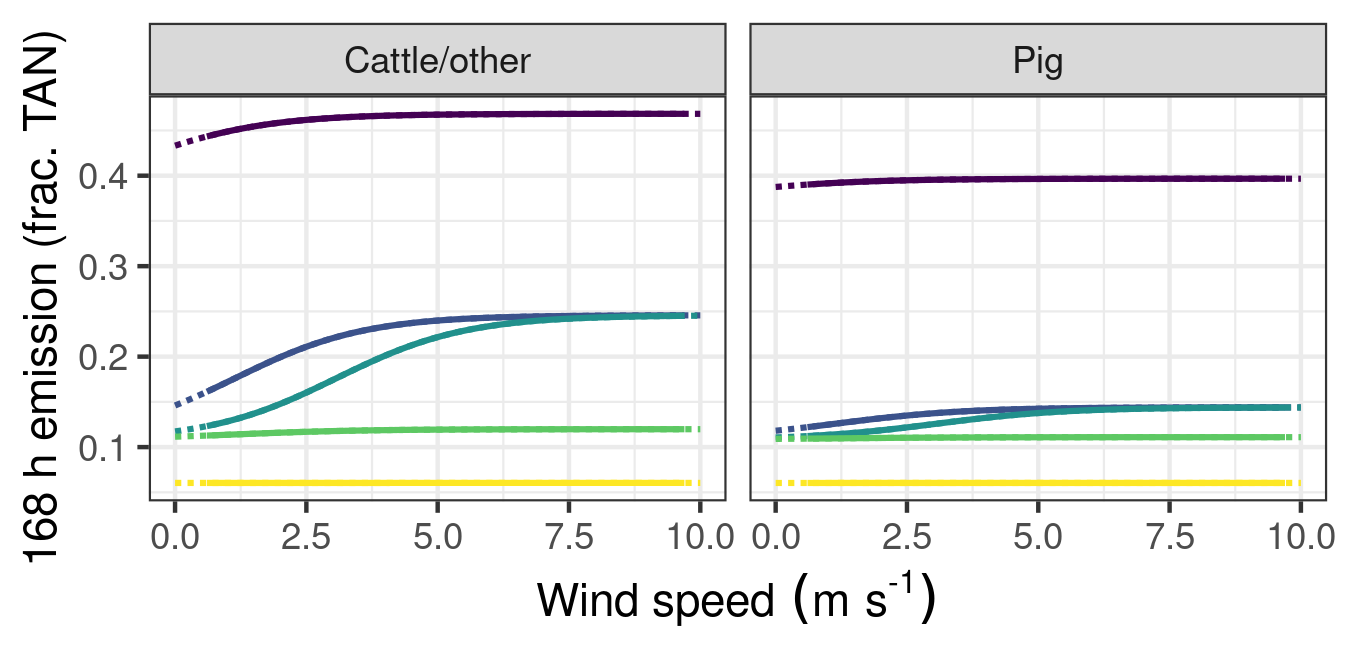 Cattle/other
Pig
168 h emission (frac. TAN)
0.4
0.3
0.2
0.1
0.0 2.5 5.0 7.5 10.0
0.0 2.5 5.0 7.5 10.0
Wind speed (m s⁻¹)